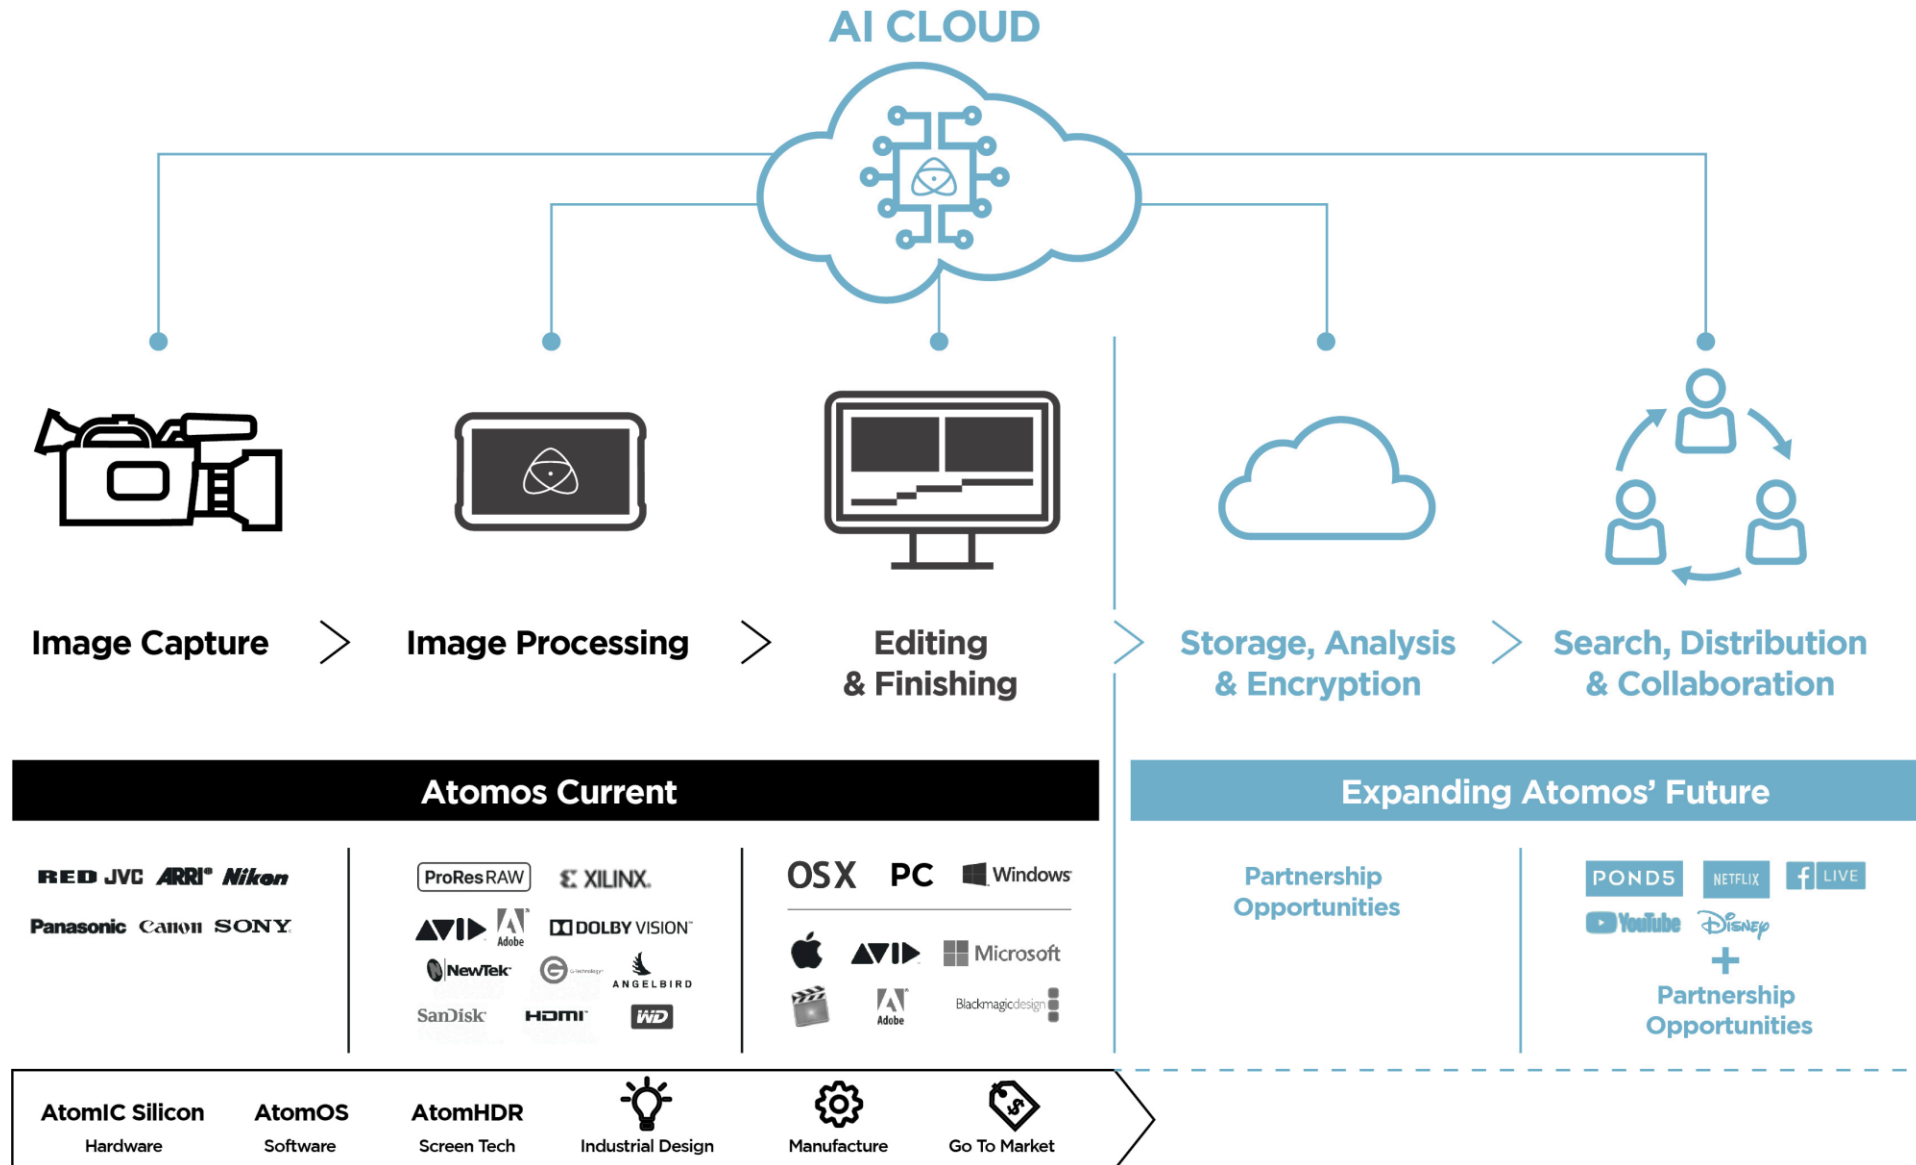 AI CLOUD
Image Capture
Image Processing
Editing
& Finishing
Storage, Analysis
& Encryption
Search, Distribution
& Collaboration
Atomos Current
Expanding Atomos' Future
RED JVC ARRI® Nikon
Panasonic Canon SONY
ProRes RAW XILINX
AVID Adobe DOLBY VISION™
NewTek G-Technology ANGELBIRD
SanDisk HDMI WD
OSX PC Windows
AVID Microsoft
Adobe Blackmagicdesign
Partnership
Opportunities
POND5 NETFLIX f LIVE
YouTube Disney
+
Partnership
Opportunities
AtomIC Silicon
Hardware
AtomOS
Software
AtomHDR
Screen Tech
Industrial Design
Manufacture
$
Go To Market